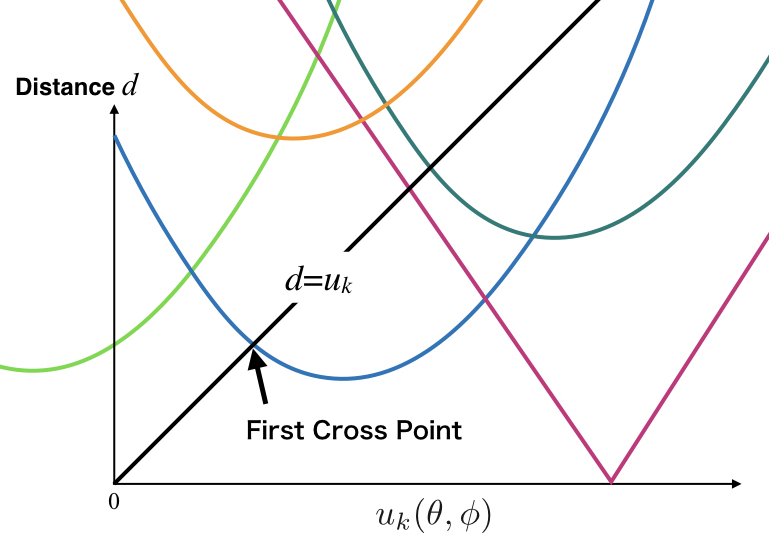 Distance d
d=uk
First Cross Point
0
uk(θ, ϕ)